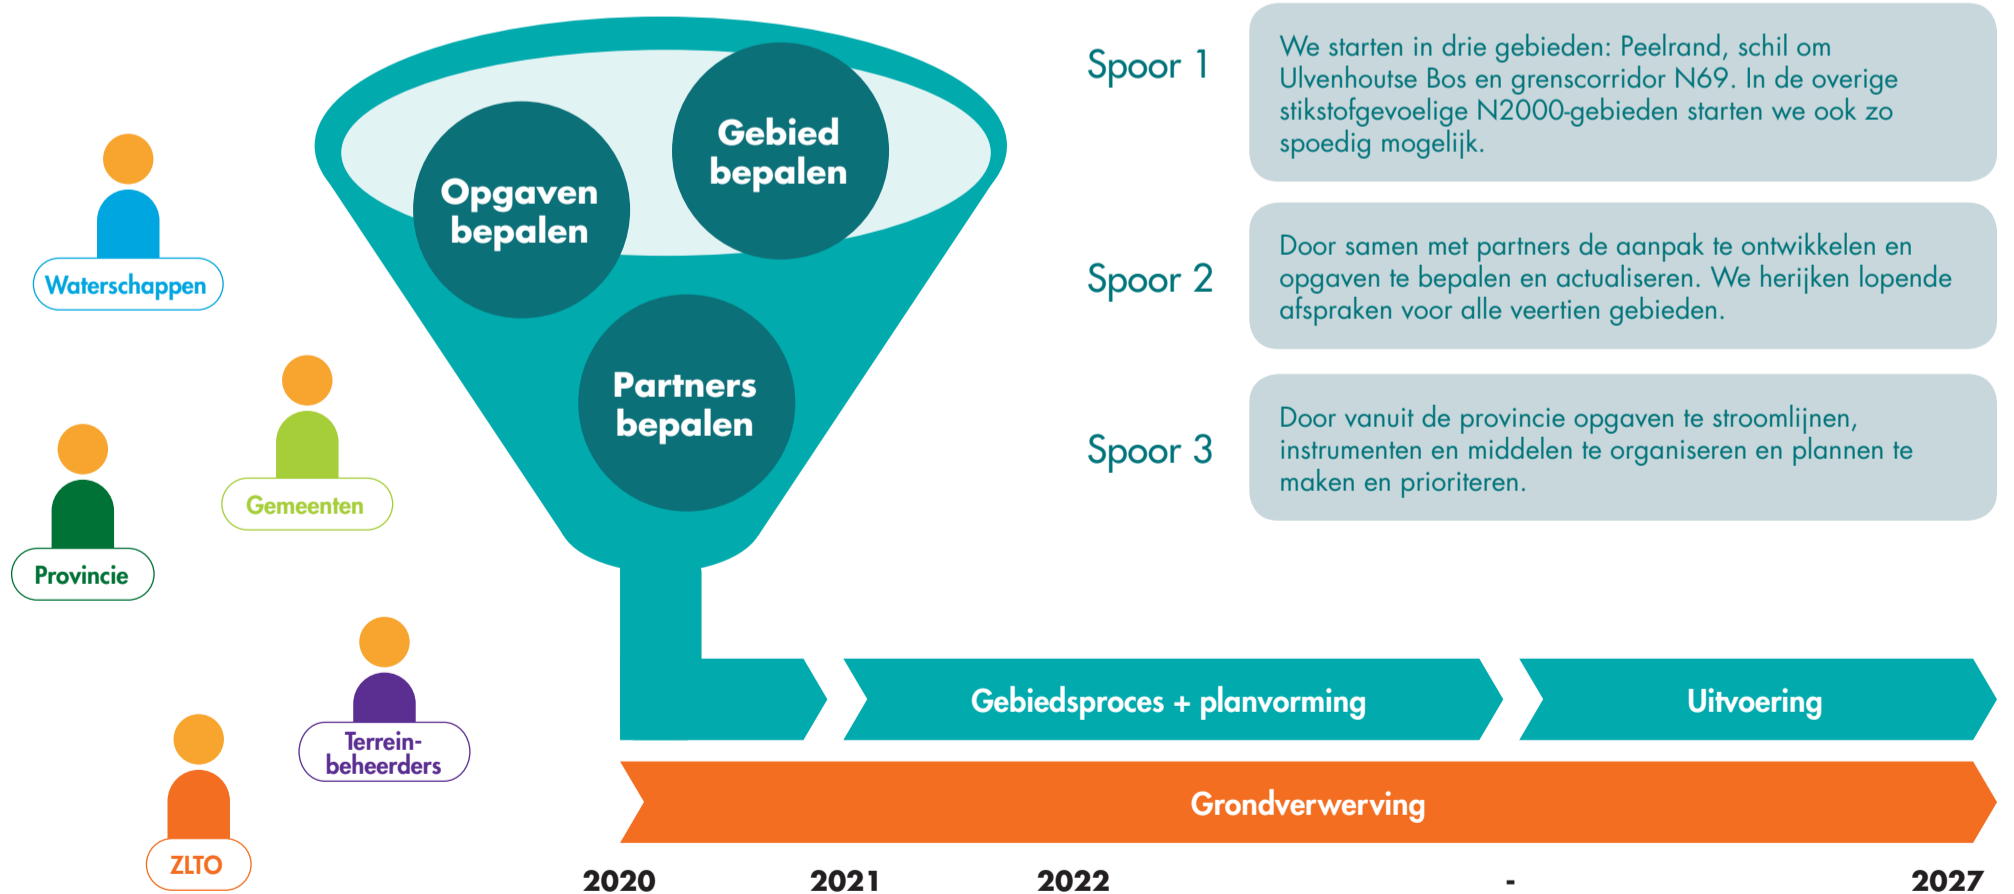 Waterschappen
Gemeenten
Provincie
Terrein-
beheerders
ZLTO
Opgaven
bepalen
Gebied
bepalen
Partners
bepalen
Spoor 1
We starten in drie gebieden: Peelrand, schil om
Ulvenhoutse Bos en grenscorridor N69. In de overige
stikstofgevoelige N2000-gebieden starten we ook zo
spoedig mogelijk.
Spoor 2
Door samen met partners de aanpak te ontwikkelen en
opgaven te bepalen en actualiseren. We herijken lopende
afspraken voor alle veertien gebieden.
Spoor 3
Door vanuit de provincie opgaven te stroomlijnen,
instrumenten en middelen te organiseren en plannen te
maken en prioriteren.
Gebiedsproces + planvorming
Uitvoering
Grondverwerving
2020 2021 2022 - 2027